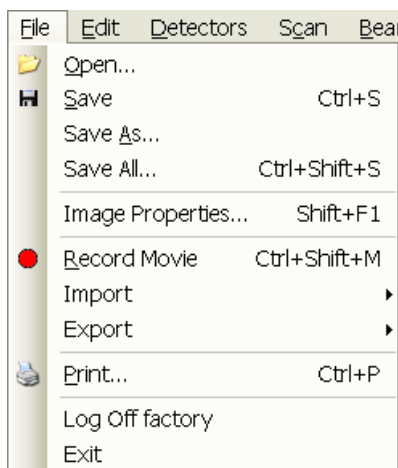 File Edit Detectors Scan
Open...
Save Ctrl+S
Save As...
Save All... Ctrl+Shift+S
Image Properties... Shift+F1
Record Movie Ctrl+Shift+M
Import
Export
Print... Ctrl+P
Log Off factory
Exit